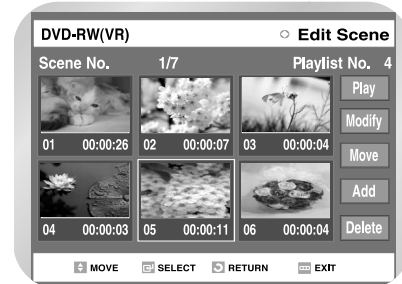 DVD-RW(VR) Edit Scene
Scene No. 1/7 Playlist No. 4
Play
Modify
Move
Add
Delete
01 00:00:26 02 00:00:07 03 00:00:04
04 00:00:03 05 00:00:11 06 00:00:04
MOVE SELECT RETURN EXIT